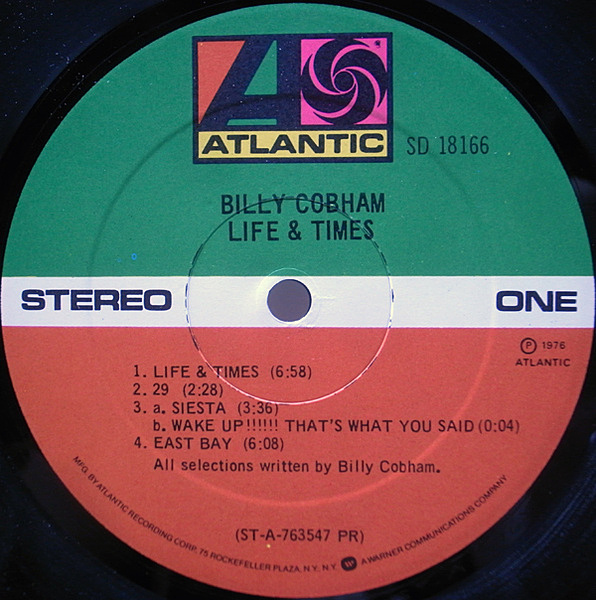 ATLANTIC
SD 18166
BILLY COBHAM
LIFE & TIMES
STEREO ONE
Ⓟ 1976
ATLANTIC
1. LIFE & TIMES (6:58)
2. 29 (2:28)
3. a. SIESTA (3:36)
b. WAKE UP!!!!!! THAT'S WHAT YOU SAID (0:04)
4. EAST BAY (6:08)
All selections written by Billy Cobham.
(ST-A-763547 PR)
MFG. BY ATLANTIC RECORDING CORP. 75 ROCKEFELLER PLAZA, N.Y. N.Y. A WARNER COMMUNICATIONS COMPANY